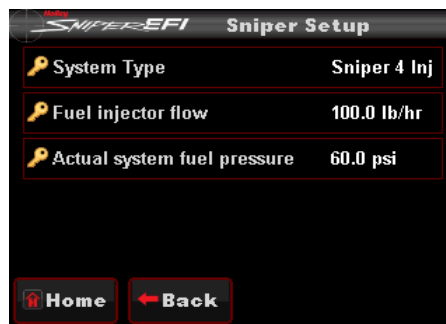 Holley
SNIPER EFI Sniper Setup
System Type Sniper 4 Inj
Fuel injector flow 100.0 lb/hr
Actual system fuel pressure 60.0 psi
Home Back